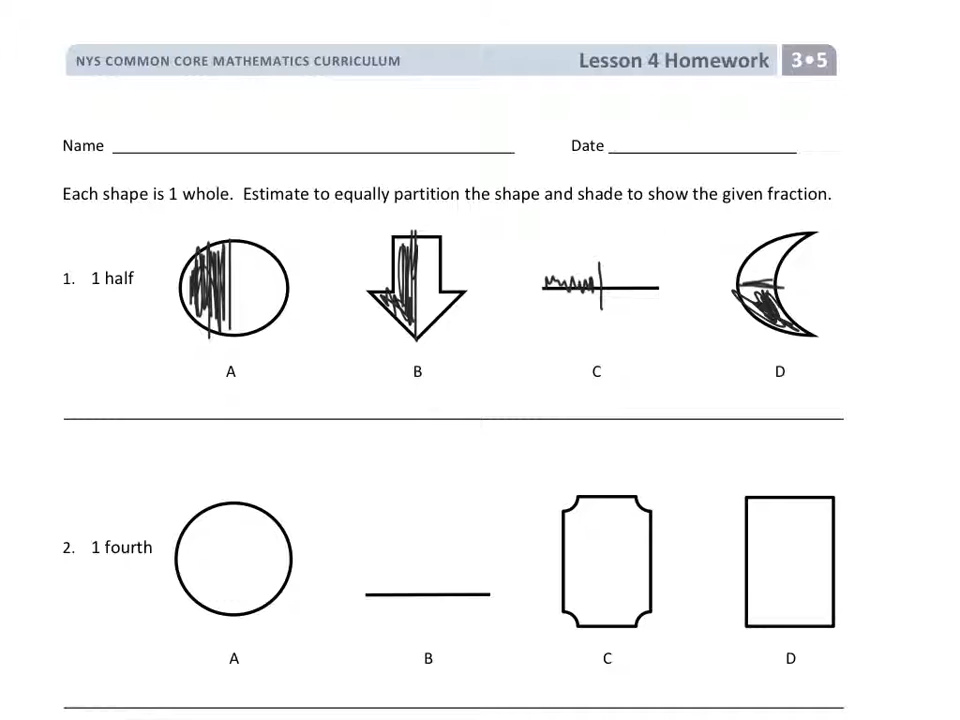 NYS COMMON CORE MATHEMATICS CURRICULUM Lesson 4 Homework 3•5
Name Date
Each shape is 1 whole. Estimate to equally partition the shape and shade to show the given fraction.
1. 1 half
A B C D
2. 1 fourth
A B C D